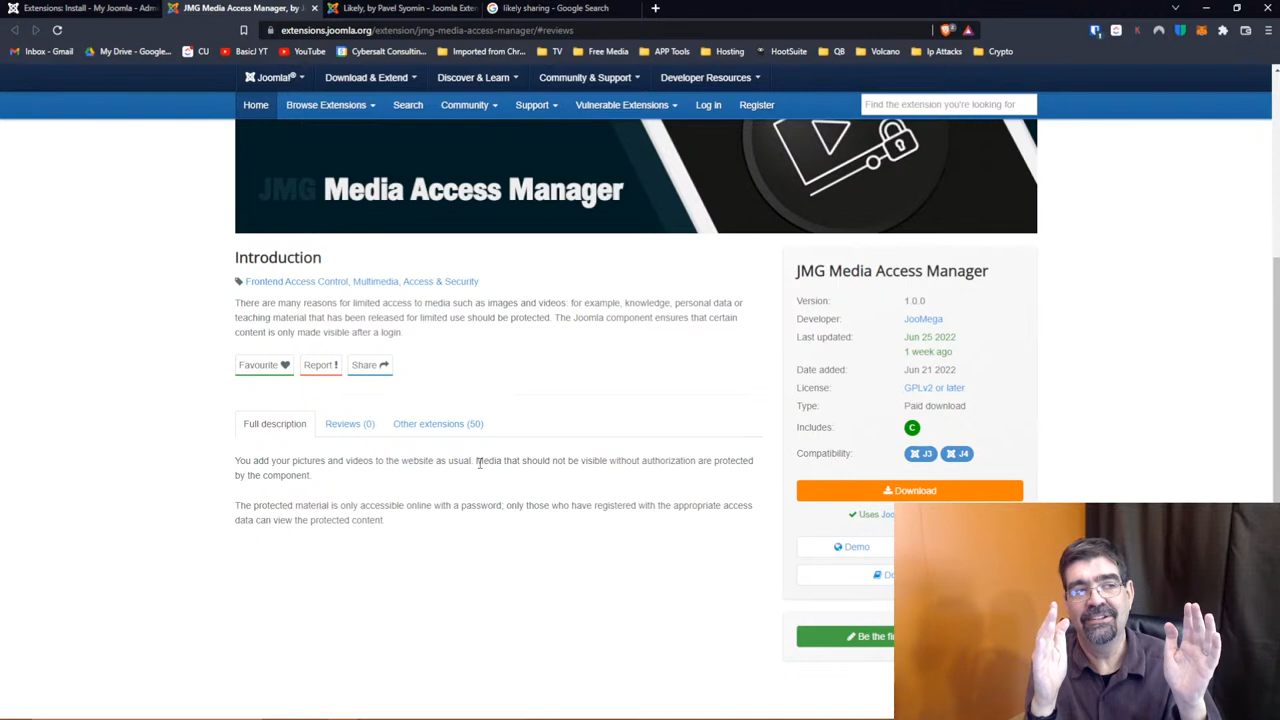 Extensions: Install - My Joomla - Adm
JMG Media Access Manager, by J
Likely, by Pavel Syomin - Joomla Exten
likely sharing - Google Search
extensions.joomla.org/extension/jmg-media-access-manager/#reviews
Inbox - Gmail My Drive - Google... CU BasicJ YT YouTube Cybersalt Consulting... Imported from Chr... TV Free Media APP Tools Hosting HootSuite QB Volcano Ip Attacks Crypto
Joomla!® Download & Extend Discover & Learn Community & Support Developer Resources
Home Browse Extensions Search Community Support Vulnerable Extensions Log in Register Find the extension you're looking for
JMG Media Access Manager
Introduction
Frontend Access Control, Multimedia, Access & Security
There are many reasons for limited access to media such as images and videos: for example, knowledge, personal data or
teaching material that has been released for limited use should be protected. The Joomla component ensures that certain
content is only made visible after a login.
Favourite Report Share
Full description Reviews (0) Other extensions (50)
You add your pictures and videos to the website as usual. Media that should not be visible without authorization are protected
by the component.
The protected material is only accessible online with a password; only those who have registered with the appropriate access
data can view the protected content.
JMG Media Access Manager
Version: 1.0.0
Developer: JooMega
Last updated: Jun 25 2022
1 week ago
Date added: Jun 21 2022
License: GPLv2 or later
Type: Paid download
Includes: C
Compatibility: J3 J4
Download
Uses Joo
Demo
Do
Be the fi